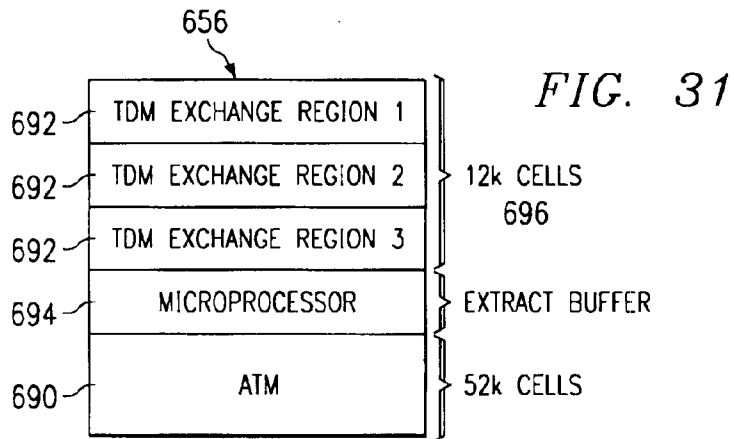 656
FIG. 31
692 TDM EXCHANGE REGION 1
692 TDM EXCHANGE REGION 2 12k CELLS
696
692 TDM EXCHANGE REGION 3
694 MICROPROCESSOR EXTRACT BUFFER
690 ATM 52k CELLS